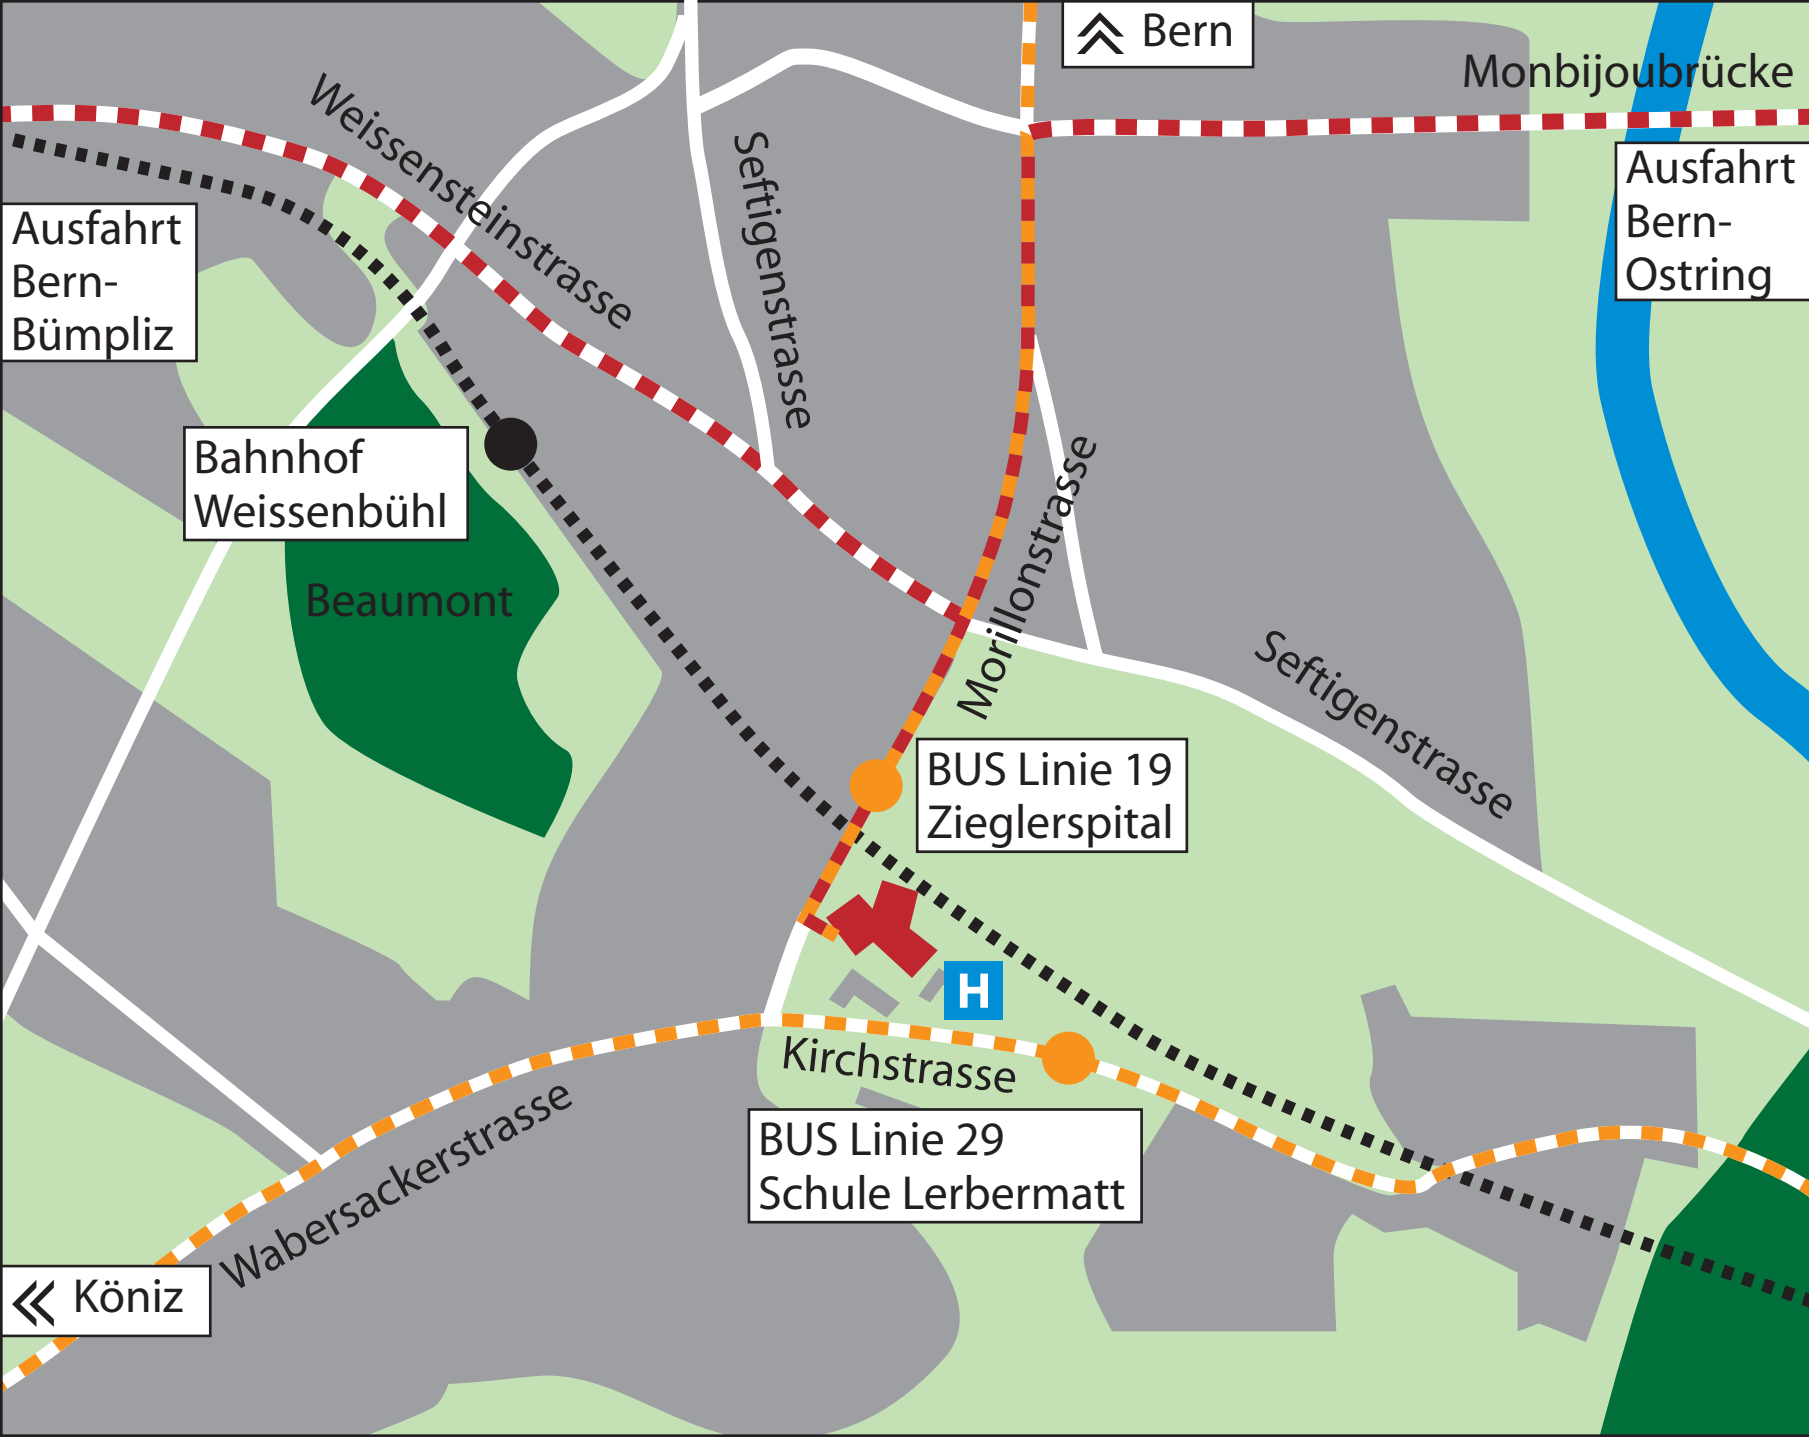 Bern
Monbijoubrücke
Weissensteinstrasse
Seftigenstrasse
Ausfahrt
Bern-
Ostring
Ausfahrt
Bern-
Bümpliz
Bahnhof
Weissenbühl
Morillonstrasse
Beaumont
Seftigenstrasse
BUS Linie 19
Zieglerspital
H
Kirchstrasse
BUS Linie 29
Schule Lerbermatt
Wabersackerstrasse
Köniz